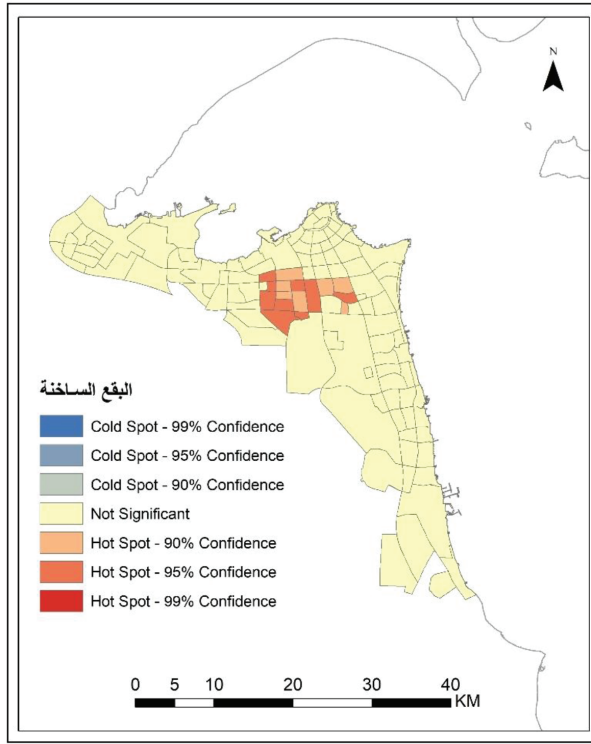 N
البقع الساخنة
Cold Spot - 99% Confidence
Cold Spot - 95% Confidence
Cold Spot - 90% Confidence
Not Significant
Hot Spot - 90% Confidence
Hot Spot - 95% Confidence
Hot Spot - 99% Confidence
0 5 10 20 30 40
KM